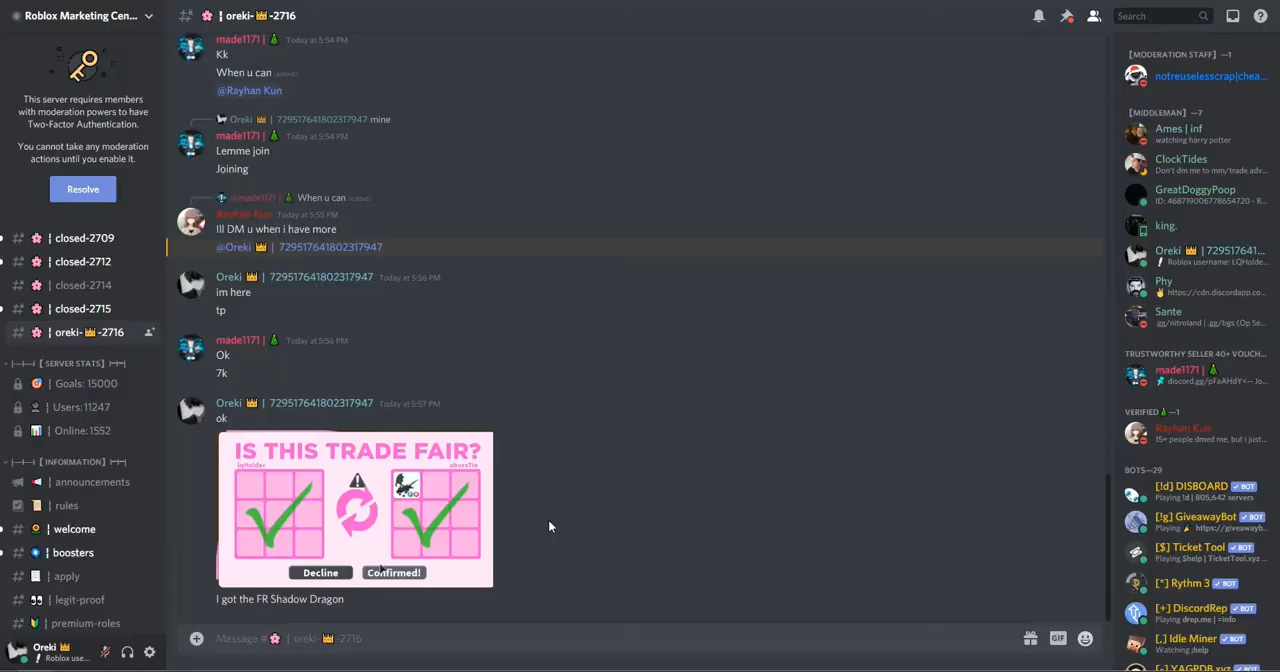 Roblox Marketing Cen...
This server requires members
with moderation powers to have
Two-Factor Authentication.
You cannot take any moderation
actions until you enable it.
Resolve
# 🌸 | closed-2709
# 🌸 | closed-2712
# 🌸 | closed-2714
# 🌸 | closed-2715
# 🌸 | oreki-👑-2716
[ SERVER STATS ]
🎯 | Goals: 15000
| Users: 11247
📊 | Online: 1552
[ INFORMATION ]
📢 | announcements
📜 | rules
# | welcome
# | boosters
# | apply
# 👀 | legit-proof
# 🔰 | premium-roles
Oreki 👑
Roblox use...
🌸 | oreki-👑-2716
Search
made1171 | 🎄 Today at 5:54 PM
Kk
When you can (edited)
@Rayhan Kun
Oreki 👑 | 729517641802317947 mine
made1171 | 🎄 Today at 5:54 PM
Lemme join
Joining
@made1171 | 🎄 When u can (edited)
Rayhan Kun Today at 5:55 PM
Ill DM u when i have more
@Oreki 👑 | 729517641802317947
Oreki 👑 | 729517641802317947 Today at 5:56 PM
im here
tp
made1171 | 🎄 Today at 5:56 PM
Ok
7k
Oreki 👑 | 729517641802317947 Today at 5:57 PM
ok
IS THIS TRADE FAIR?
lqHolder
Decline
Confirmed!
I got the FR Shadow Dragon
Message #🌸 | oreki-👑-2716
GIF
[MODERATION STAFF] —1
notreuselesscrap|chea...
[MIDDLEMAN] —7
Ames | inf
watching harry potter
ClockTides
Don't dm me to mm/trade adv...
GreatDoggyPoop
ID: 468719006778654720 - R...
king.
Oreki 👑 | 729517641...
Roblox username: LQHolde...
Phy
https://cdn.discordapp.co...
Sante
.gg/nitroland | .gg/bgs (Op Se...
TRUSTWORTHY SELLER 40+ VOUCH...
made1171 | 🎄
discord.gg/pFaAHdY<-- Jo...
VERIFIED🎄—1
Rayhan Kun
15+ people dmed me, but i just...
BOTS—29
[!d] DISBOARD ✓ BOT
Playing !d | 805,642 servers
[!g] GiveawayBot ✓ BOT
Playing 🎉 https://giveawayb...
[$] Ticket Tool ✓ BOT
Playing $help | TicketTool.xyz ...
[*] Rythm 3 ✓ BOT
[+] DiscordRep ✓ BOT
Playing drep.me | =info
[,] Idle Miner ✓ BOT
Watching ;help
[-] YAGPDB.xyz ✓ BOT